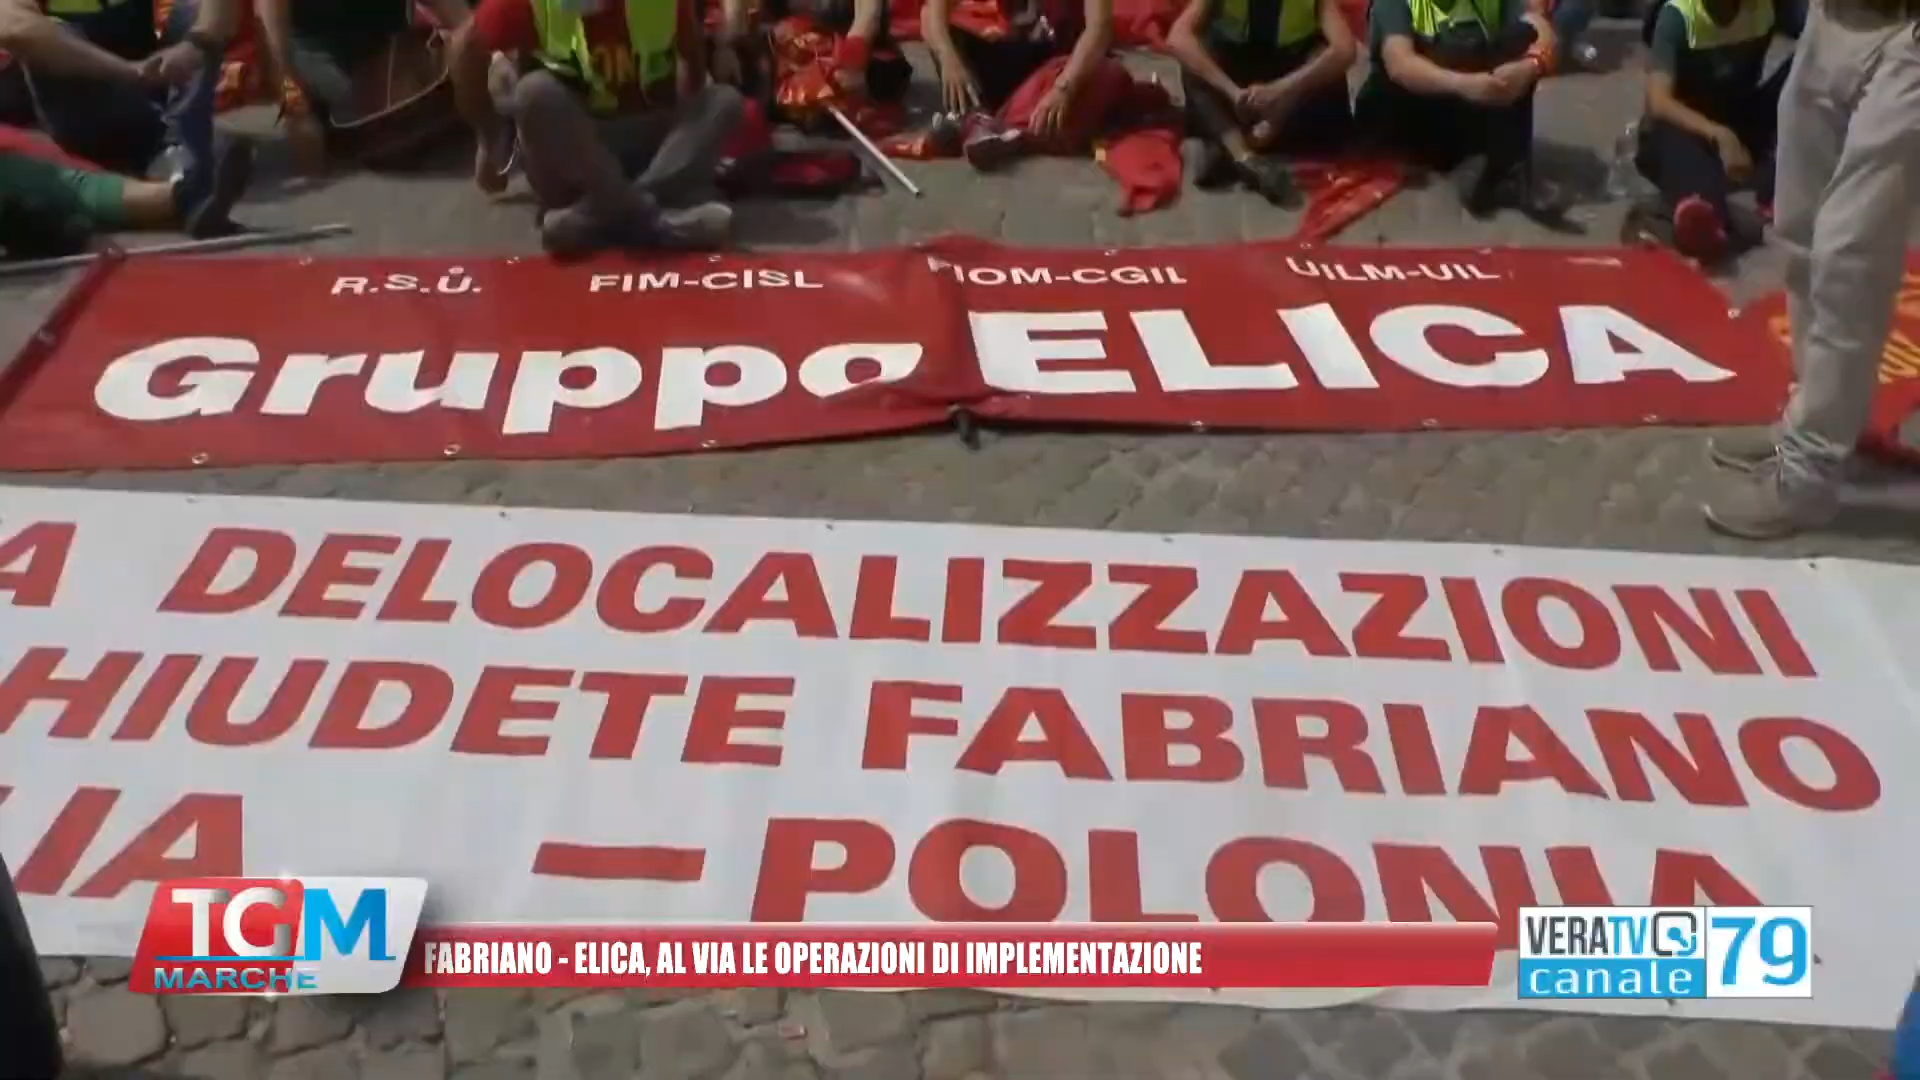 R.S.U. FIM-CISL FIOM-CGIL UILM-UIL
Gruppo ELICA
A DELOCALIZZAZIONI
HIUDETE FABRIANO
LIA - POLONIA
TGM
MARCHE
FABRIANO - ELICA, AL VIA LE OPERAZIONI DI IMPLEMENTAZIONE
VERATV
canale
79